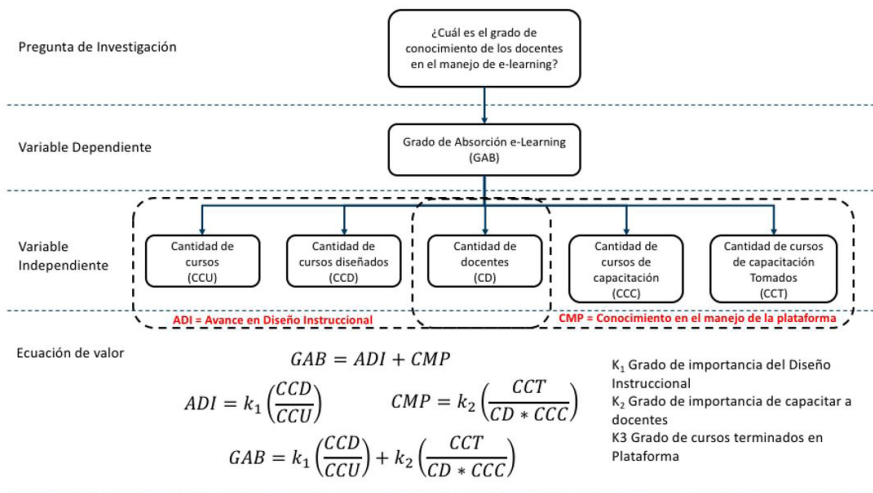 Pregunta de Investigación
¿Cuál es el grado de
conocimiento de los docentes
en el manejo de e-learning?
Variable Dependiente
Grado de Absorción e-Learning
(GAB)
Variable
Independiente
Cantidad de
cursos
(CCU)
Cantidad de
cursos diseñados
(CCD)
Cantidad de
docentes
(CD)
Cantidad de
cursos de
capacitación
(CCC)
Cantidad de cursos
de capacitación
Tomados
(CCT)
ADI = Avance en Diseño Instruccional
CMP = Conocimiento en el manejo de la plataforma
Ecuación de valor
GAB = ADI + CMP
ADI = k₁(CCD/CCU)
CMP = k₂(CCT/CD * CCC)
GAB = k₁(CCD/CCU) + k₂(CCT/CD * CCC)
K₁ Grado de importancia del Diseño
Instruccional
K₂ Grado de importancia de capacitar a
docentes
K3 Grado de cursos terminados en
Plataforma